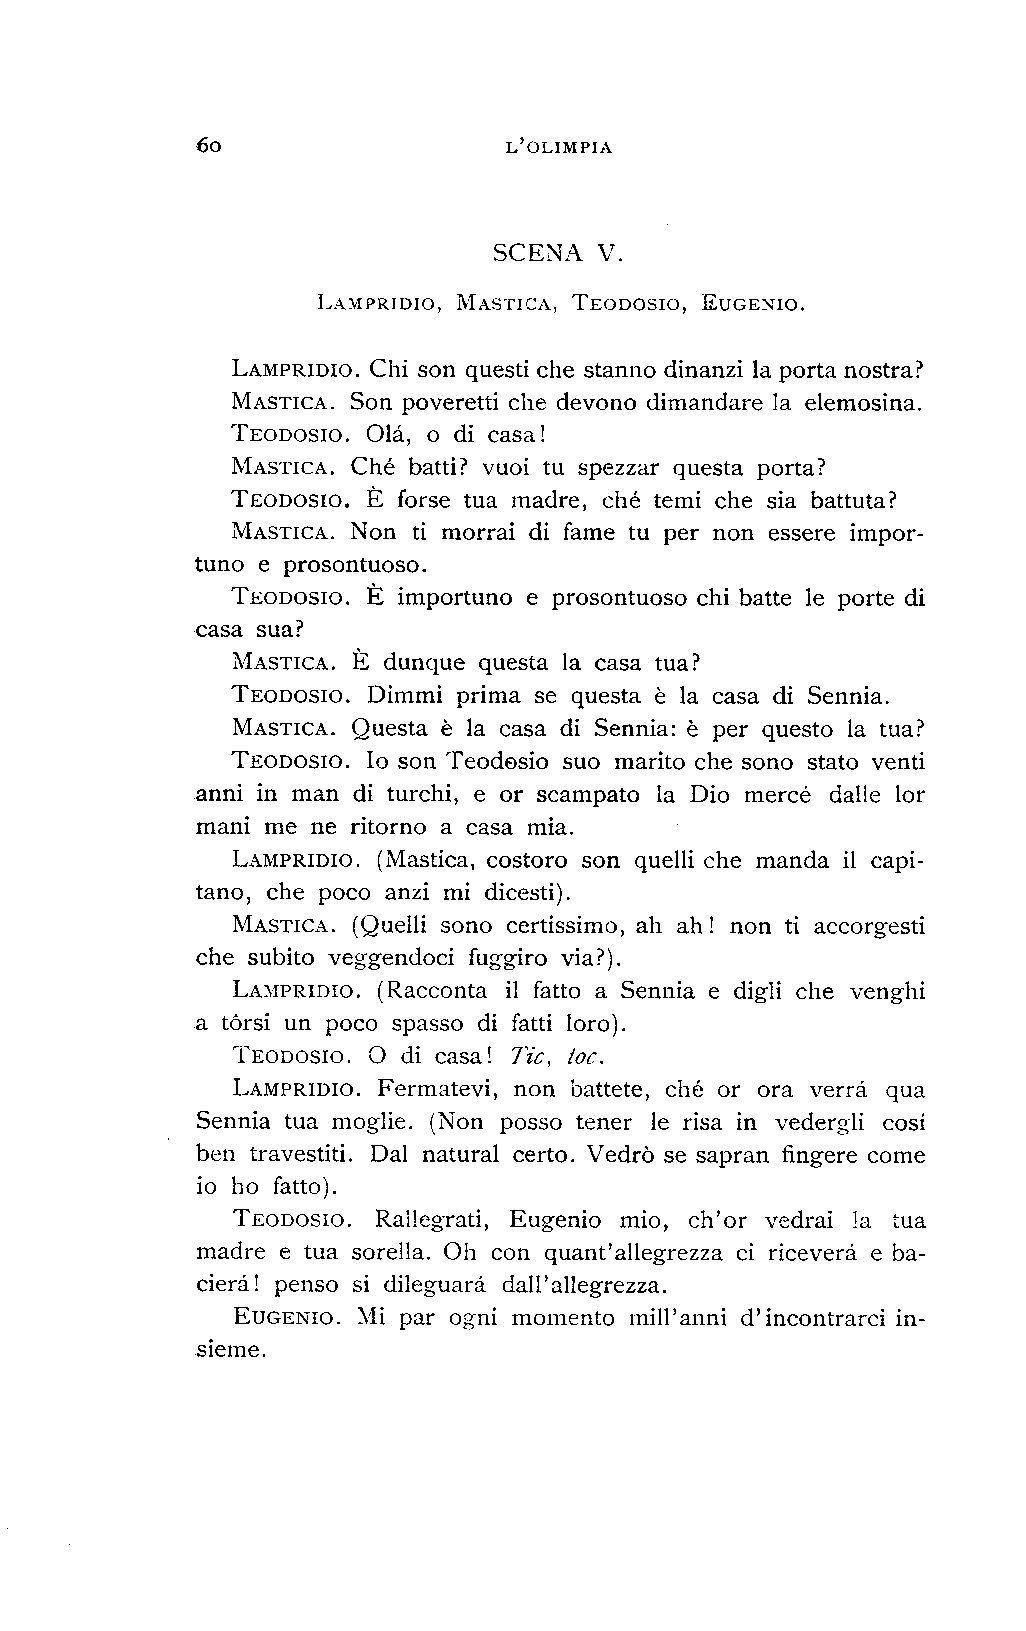 60 L'OLIMPIA
SCENA V.
LAMPRIDIO, MASTICA, TEODOSIO, EUGENIO.
LAMPRIDIO. Chi son questi che stanno dinanzi la porta nostra?
MASTICA. Son poveretti che devono dimandare la elemosina.
TEODOSIO. Olá, o di casa!
MASTICA. Ché batti? vuoi tu spezzar questa porta?
TEODOSIO. È forse tua madre, ché temi che sia battuta?
MASTICA. Non ti morrai di fame tu per non essere impor-
tuno e prosontuoso.
TEODOSIO. È importuno e prosontuoso chi batte le porte di
casa sua?
MASTICA. È dunque questa la casa tua?
TEODOSIO. Dimmi prima se questa è la casa di Sennia.
MASTICA. Questa è la casa di Sennia: è per questo la tua?
TEODOSIO. Io son Teodosio suo marito che sono stato venti
anni in man di turchi, e or scampato la Dio mercé dalle lor
mani me ne ritorno a casa mia.
LAMPRIDIO. (Mastica, costoro son quelli che manda il capi-
tano, che poco anzi mi dicesti).
MASTICA. (Quelli sono certissimo, ah ah! non ti accorgesti
che subito veggendoci fuggiro via?).
LAMPRIDIO. (Racconta il fatto a Sennia e digli che venghi
a tôrsi un poco spasso di fatti loro).
TEODOSIO. O di casa! Tic, toc.
LAMPRIDIO. Fermatevi, non battete, ché or ora verrá qua
Sennia tua moglie. (Non posso tener le risa in vedergli cosí
ben travestiti. Dal natural certo. Vedrò se sapran fingere come
io ho fatto).
TEODOSIO. Rallegrati, Eugenio mio, ch'or vedrai la tua
madre e tua sorella. Oh con quant'allegrezza ci riceverá e ba-
cierá! penso si dileguará dall'allegrezza.
EUGENIO. Mi par ogni momento mill'anni d'incontrarci in-
sieme.